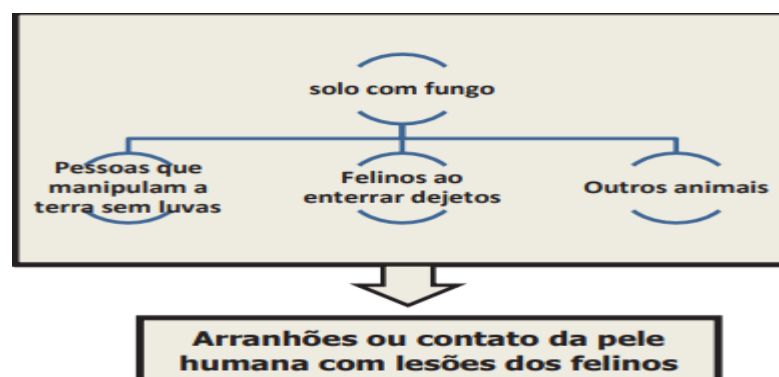 solo com fungo
Pessoas que
manipulam a
terra sem luvas
Felinos ao
enterrar dejetos
Outros animais
Arranhões ou contato da pele
humana com lesões dos felinos